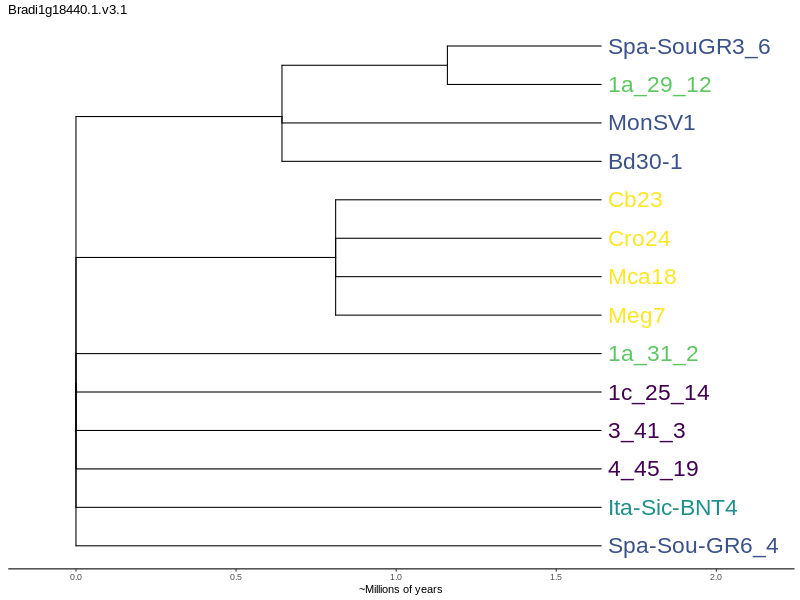 Bradi1g18440.1.v3.1
Spa-SouGR3_6
1a_29_12
MonSV1
Bd30-1
Cb23
Cro24
Mca18
Meg7
1a_31_2
1c_25_14
3_41_3
4_45_19
Ita-Sic-BNT4
Spa-Sou-GR6_4
0.0 0.5 1.0 1.5 2.0
~Millions of years